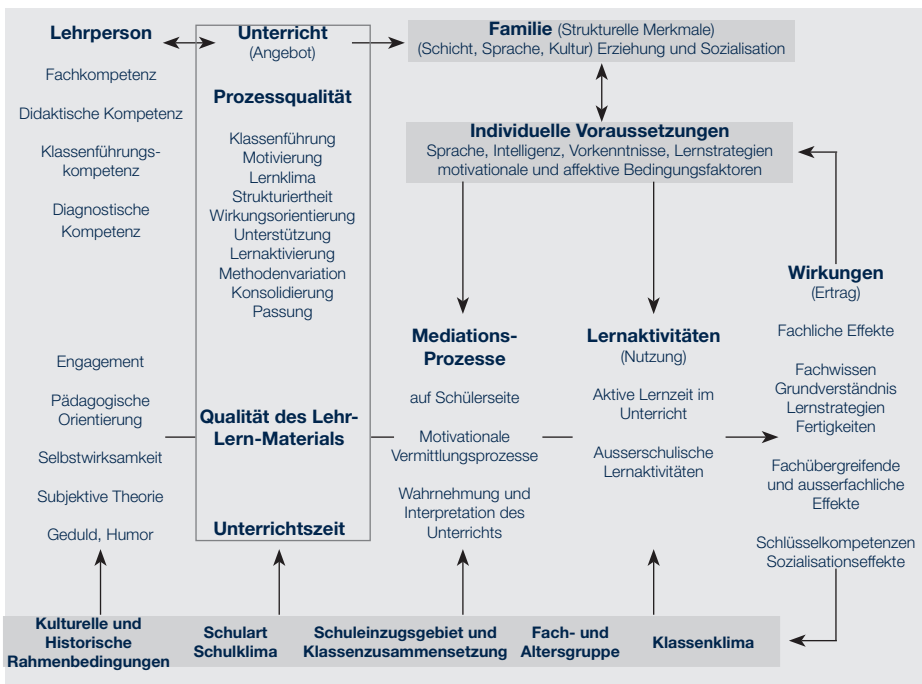 Lehrperson
Fachkompetenz
Didaktische Kompetenz
Klassenführungs-
kompetenz
Diagnostische
Kompetenz
Engagement
Pädagogische
Orientierung
Selbstwirksamkeit
Subjektive Theorie
Geduld, Humor
Unterricht
(Angebot)
Prozessqualität
Klassenführung
Motivierung
Lernklima
Strukturiertheit
Wirkungsorientierung
Unterstützung
Lernaktivierung
Methodenvariation
Konsolidierung
Passung
Qualität des Lehr-
Lern-Materials
Unterrichtszeit
Familie (Strukturelle Merkmale)
(Schicht, Sprache, Kultur) Erziehung und Sozialisation
Individuelle Voraussetzungen
Sprache, Intelligenz, Vorkenntnisse, Lernstrategien
motivationale und affektive Bedingungsfaktoren
Mediations-
Prozesse
auf Schülerseite
Motivationale
Vermittlungsprozesse
Wahrnehmung und
Interpretation des
Unterrichts
Lernaktivitäten
(Nutzung)
Aktive Lernzeit im
Unterricht
Ausserschulische
Lernaktivitäten
Wirkungen
(Ertrag)
Fachliche Effekte
Fachwissen
Grundverständnis
Lernstrategien
Fertigkeiten
Fachübergreifende
und ausserfachliche
Effekte
Schlüsselkompetenzen
Sozialisationseffekte
Kulturelle und
Historische
Rahmenbedingungen
Schulart
Schulklima
Schuleinzugsgebiet und
Klassenzusammensetzung
Fach- und
Altersgruppe
Klassenklima